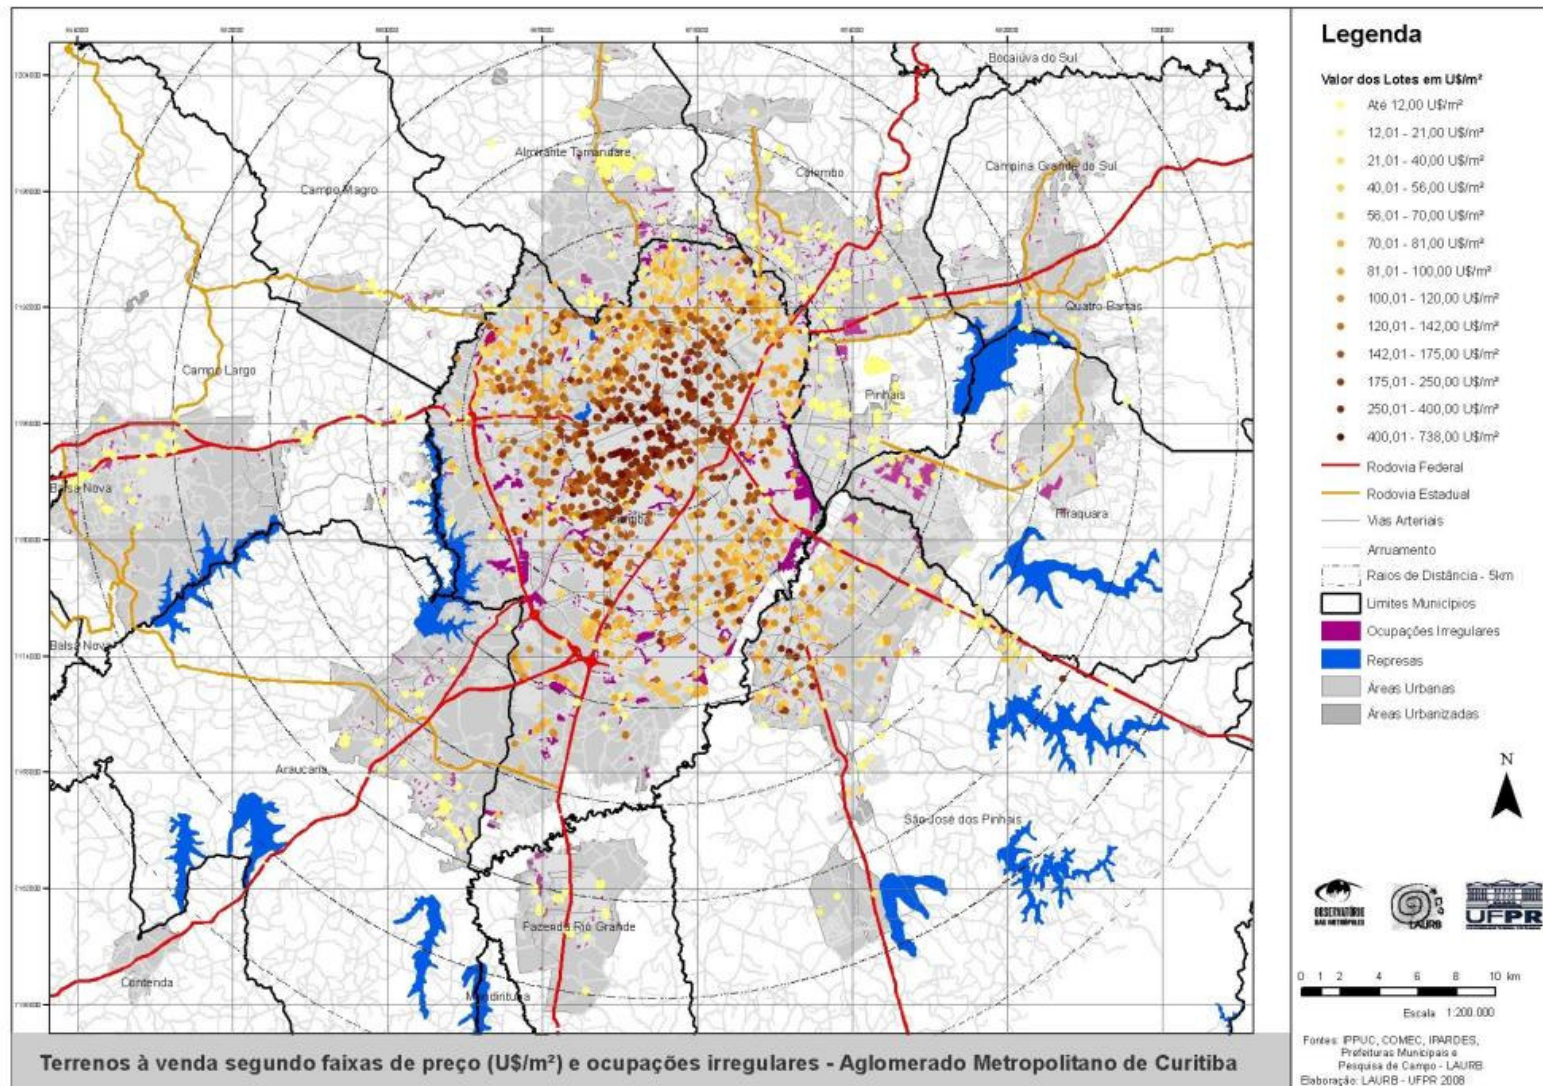 Bocaiuva do Sul
Almirante Tamandaré
Colombo
Campina Grande do Sul
Campo Magro
Quatro Barras
Campo Largo
Pinhais
Balsa Nova
Piraquara
Curitiba
Balsa Nova
Araucária
São José dos Pinhais
Fazenda Rio Grande
Contenda
Mandirituba
Terrenos à venda segundo faixas de preço (U$/m²) e ocupações irregulares - Aglomerado Metropolitano de Curitiba
Legenda
Valor dos Lotes em U$/m²
Até 12,00 U$/m²
12,01 - 21,00 U$/m²
21,01 - 40,00 U$/m²
40,01 - 56,00 U$/m²
56,01 - 70,00 U$/m²
70,01 - 81,00 U$/m²
81,01 - 100,00 U$/m²
100,01 - 120,00 U$/m²
120,01 - 142,00 U$/m²
142,01 - 175,00 U$/m²
175,01 - 250,00 U$/m²
250,01 - 400,00 U$/m²
400,01 - 738,00 U$/m²
Rodovia Federal
Rodovia Estadual
Vias Arteriais
Arruamento
Raios de Distância - 5km
Limites Municípios
Ocupações Irregulares
Represas
Áreas Urbanas
Áreas Urbanizadas
N
OBSERVATÓRIO
DAS METRÓPOLES
LAURB
UFPR
0 1 2 4 6 8 10 km
Escala 1:200.000
Fontes: IPPUC, COMEC, IPARDES,
Prefeituras Municipais e
Pesquisa de Campo - LAURB
Elaboração: LAURB - UFPR 2008